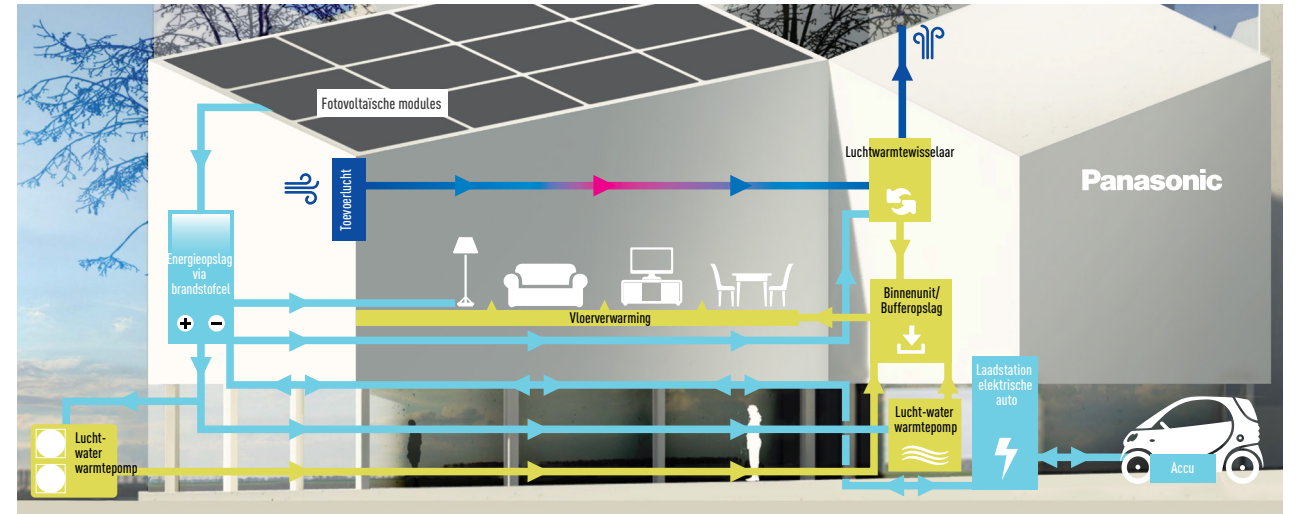 Fotovoltaïsche modules
Luchtwarmtewisselaar
Toevoerlucht
Panasonic
Energieopslag
via
brandstofcel
Binnenunit/
Bufferopslag
Vloerverwarming
Laadstation
elektrische
auto
Lucht-water
warmtepomp
Lucht-
water
warmtepomp
Accu